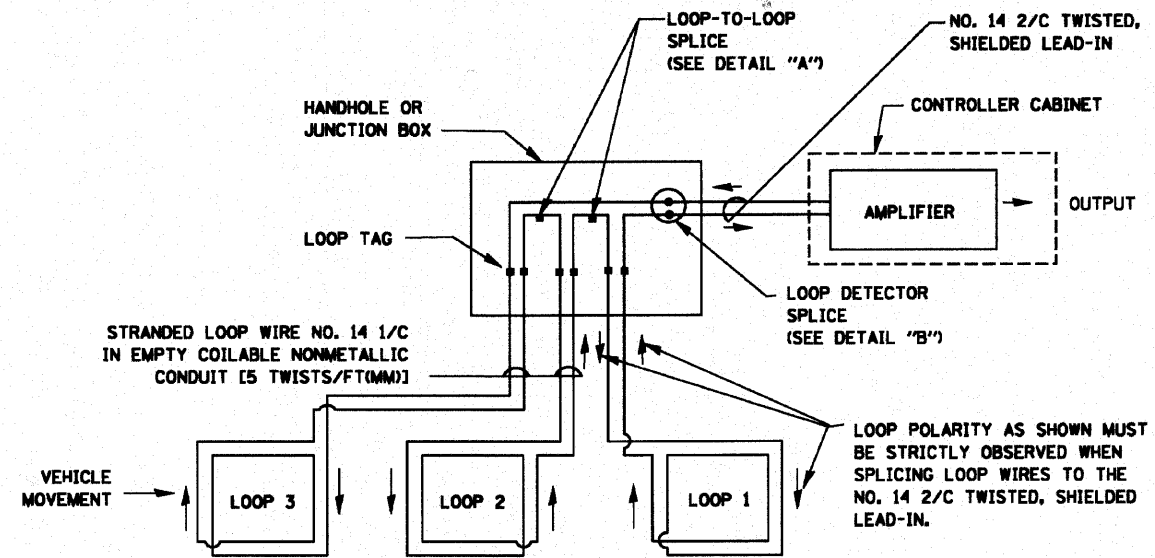 LOOP-TO-LOOP
SPLICE
(SEE DETAIL "A")
NO. 14 2/C TWISTED,
SHIELDED LEAD-IN
HANDHOLE OR
JUNCTION BOX
CONTROLLER CABINET
AMPLIFIER
OUTPUT
LOOP TAG
LOOP DETECTOR
SPLICE
(SEE DETAIL "B")
STRANDED LOOP WIRE NO. 14 1/C
IN EMPTY COILABLE NONMETALLIC
CONDUIT [5 TWISTS/FT(MM)]
LOOP POLARITY AS SHOWN MUST
BE STRICTLY OBSERVED WHEN
SPLICING LOOP WIRES TO THE
NO. 14 2/C TWISTED, SHIELDED
LEAD-IN.
VEHICLE
MOVEMENT
LOOP 3
LOOP 2
LOOP 1